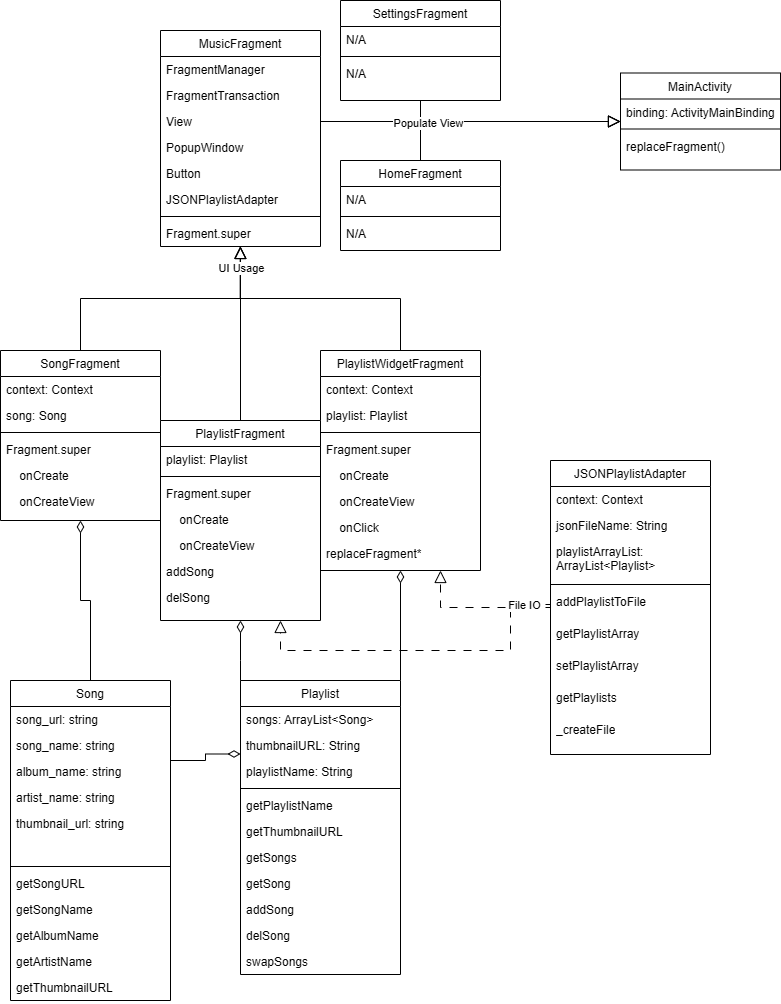 SettingsFragment
N/A
N/A
MusicFragment
FragmentManager
FragmentTransaction
View
PopupWindow
Button
JSONPlaylistAdapter
Fragment.super
Populate View
MainActivity
binding: ActivityMainBinding
replaceFragment()
HomeFragment
N/A
N/A
UI Usage
SongFragment
context: Context
song: Song
Fragment.super
onCreate
onCreateView
PlaylistFragment
playlist: Playlist
Fragment.super
onCreate
onCreateView
addSong
delSong
PlaylistWidgetFragment
context: Context
playlist: Playlist
Fragment.super
onCreate
onCreateView
onClick
replaceFragment*
File IO
JSONPlaylistAdapter
context: Context
jsonFileName: String
playlistArrayList:
ArrayList<Playlist>
addPlaylistToFile
getPlaylistArray
setPlaylistArray
getPlaylists
_createFile
Song
song_url: string
song_name: string
album_name: string
artist_name: string
thumbnail_url: string
getSongURL
getSongName
getAlbumName
getArtistName
getThumbnailURL
Playlist
songs: ArrayList<Song>
thumbnailURL: String
playlistName: String
getPlaylistName
getThumbnailURL
getSongs
getSong
addSong
delSong
swapSongs